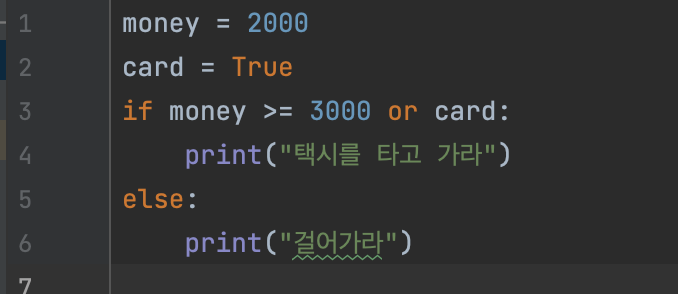 1 money = 2000
2 card = True
3 if money >= 3000 or card:
4     print("택시를 타고 가라")
5 else:
6     print("걸어가라")
7